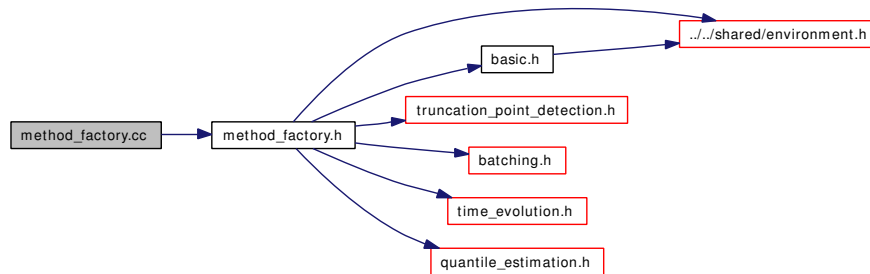 ../../shared/environment.h
basic.h
truncation_point_detection.h
method_factory.cc
method_factory.h
batching.h
time_evolution.h
quantile_estimation.h